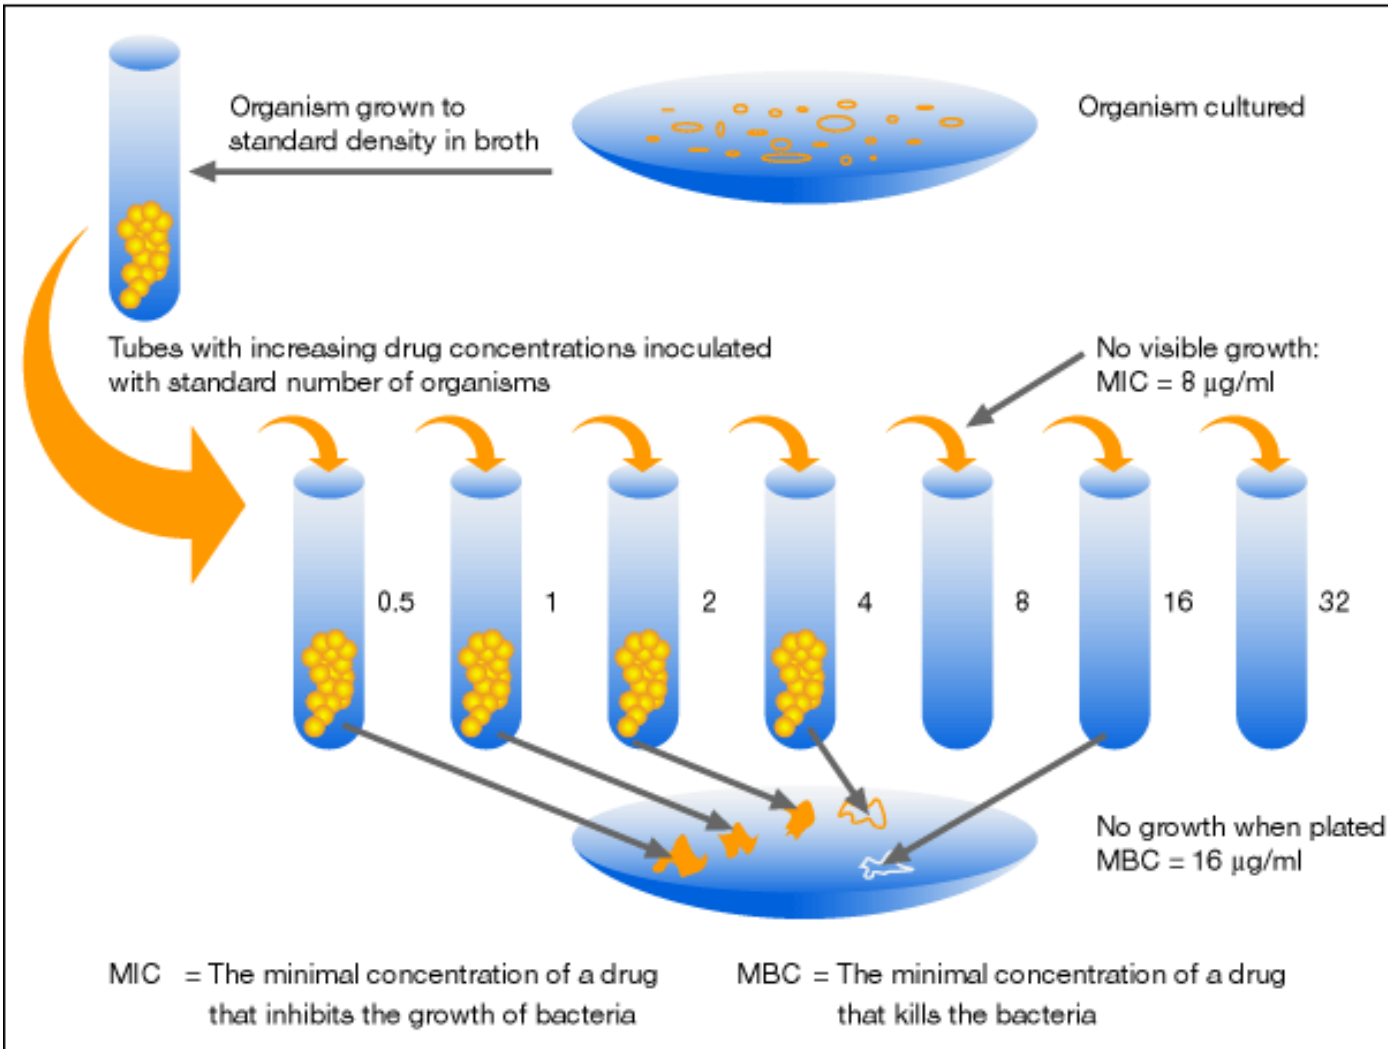 Organism grown to
standard density in broth
Organism cultured
Tubes with increasing drug concentrations inoculated
with standard number of organisms
No visible growth:
MIC = 8 μg/ml
0.5 1 2 4 8 16 32
No growth when plated
MBC = 16 μg/ml
MIC = The minimal concentration of a drug
that inhibits the growth of bacteria
MBC = The minimal concentration of a drug
that kills the bacteria